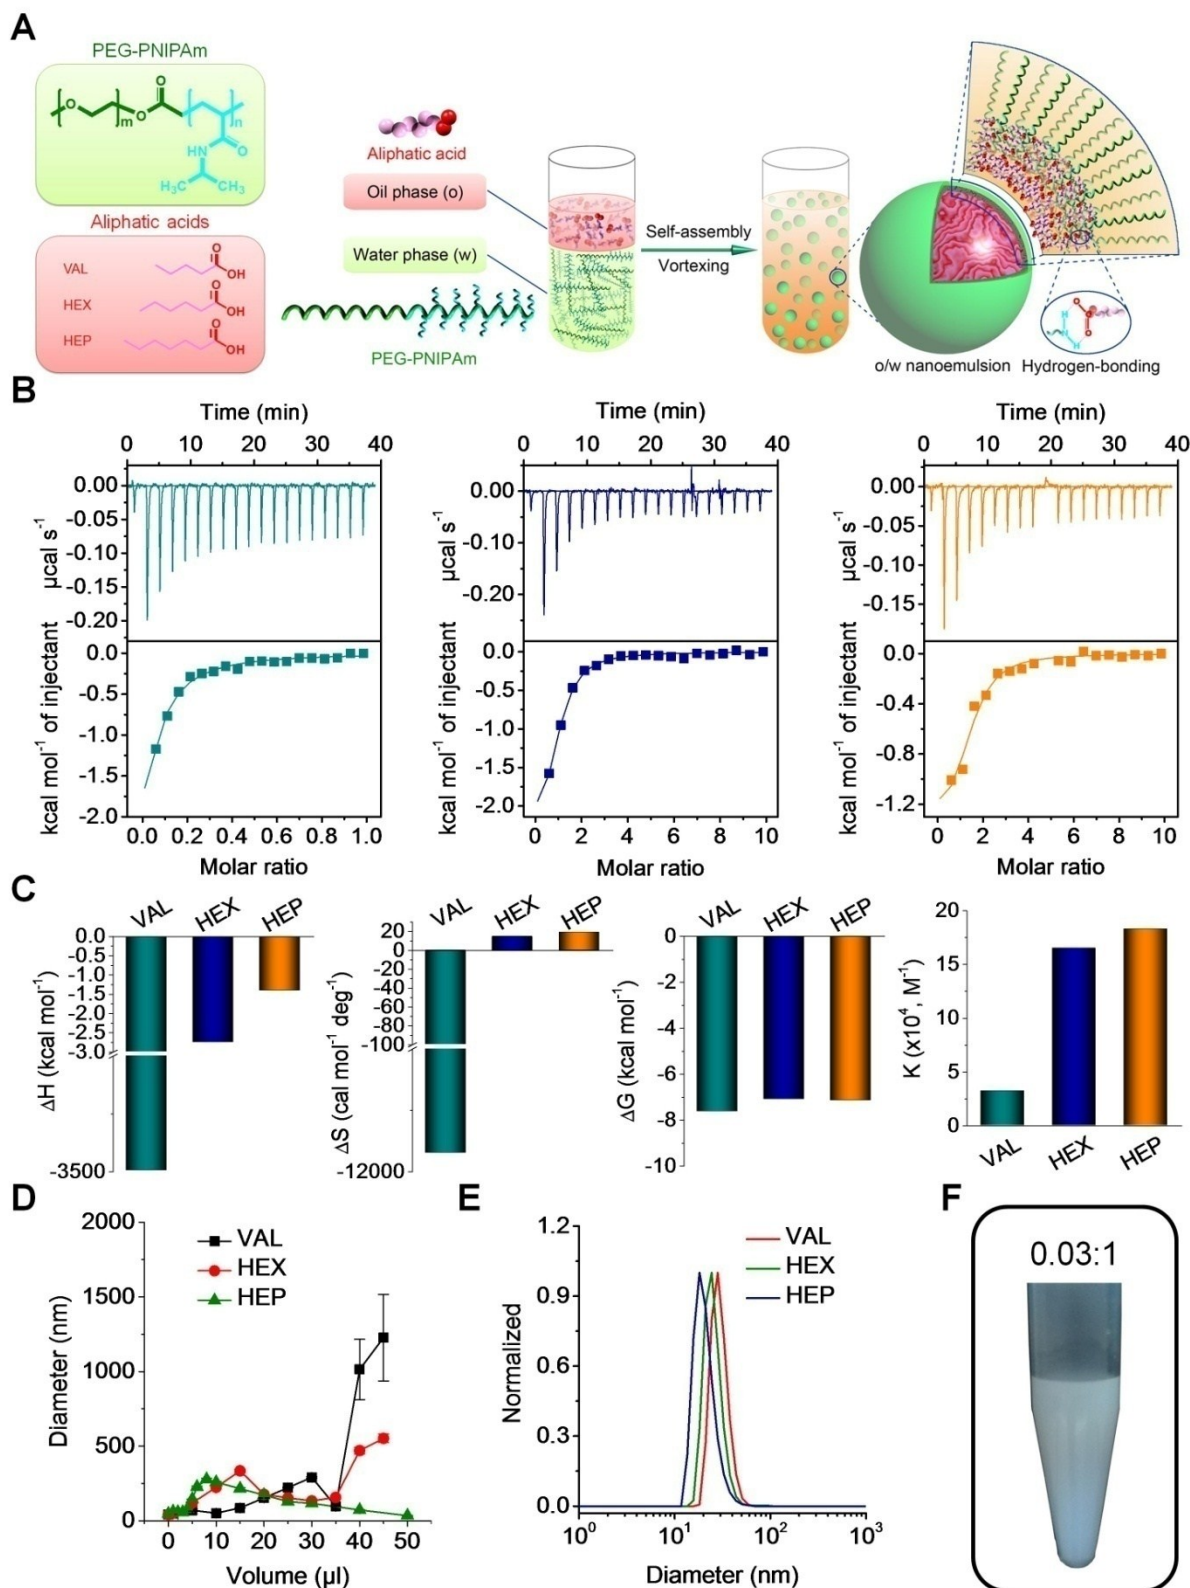 A
PEG-PNIPAm
O
m
O
O
n
HN
O
H₃C
CH₃
Aliphatic acids
VAL
O
OH
HEX
O
OH
HEP
O
OH
Aliphatic acid
Oil phase (o)
Water phase (w)
PEG-PNIPAm
Self-assembly
Vortexing
o/w nanoemulsion
Hydrogen-bonding
B
Time (min)
0 10 20 30 40
0.00
-0.05
-0.10
-0.15
-0.20
µcal s⁻¹
0.0
-0.5
-1.0
-1.5
-2.0
kcal mol⁻¹ of injectant
0.0 0.2 0.4 0.6 0.8 1.0
Molar ratio
Time (min)
0 10 20 30 40
0.00
-0.10
-0.20
µcal s⁻¹
0.0
-0.5
-1.0
-1.5
-2.0
kcal mol⁻¹ of injectant
0 2 4 6 8 10
Molar ratio
Time (min)
0 10 20 30 40
0.00
-0.05
-0.10
-0.15
µcal s⁻¹
0.0
-0.4
-0.8
-1.2
kcal mol⁻¹ of injectant
0 2 4 6 8 10
Molar ratio
C
VAL HEX HEP
0.0
-0.5
-1.0
-1.5
-2.0
-2.5
-3.0
-3500
ΔH (kcal mol⁻¹)
VAL HEX HEP
20
0
-20
-40
-60
-80
-100
-12000
ΔS (cal mol⁻¹ deg⁻¹)
VAL HEX HEP
0
-2
-4
-6
-8
-10
ΔG (kcal mol⁻¹)
20
15
10
5
0
K (x10⁴, M⁻¹)
VAL HEX HEP
D
2000
1500
1000
500
0
Diameter (nm)
VAL
HEX
HEP
0 10 20 30 40 50
Volume (µl)
E
1.2
0.9
0.6
0.3
0.0
Normalized
VAL
HEX
HEP
10⁰ 10¹ 10² 10³
Diameter (nm)
F
0.03:1